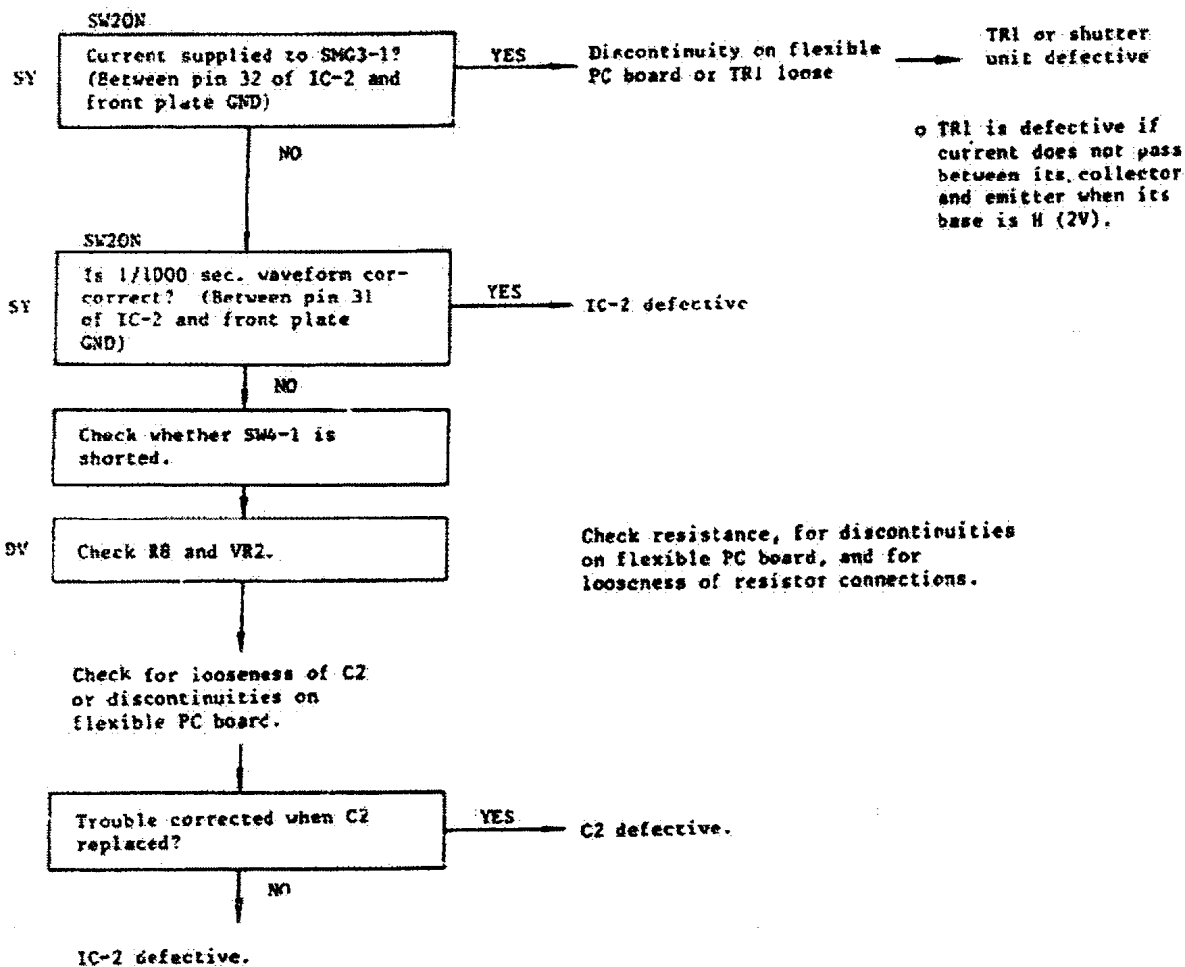 SW2ON
Current supplied to SMG3-1?
(Between pin 32 of IC-2 and
front plate GND)
SY
YES
Discontinuity on flexible
PC board or TR1 loose
TR1 or shutter
unit defective
o TR1 is defective if
current does not pass
between its collector
and emitter when its
base is H (2V).
NO
SW2ON
Is 1/1000 sec. waveform cor-
correct? (Between pin 31
of IC-2 and front plate
GND)
SY
YES
IC-2 defective
NO
Check whether SW4-1 is
shorted.
DV
Check R8 and VR2.
Check resistance, for discontinuities
on flexible PC board, and for
looseness of resistor connections.
Check for looseness of C2
or discontinuities on
flexible PC board.
Trouble corrected when C2
replaced?
YES
C2 defective.
NO
IC-2 defective.